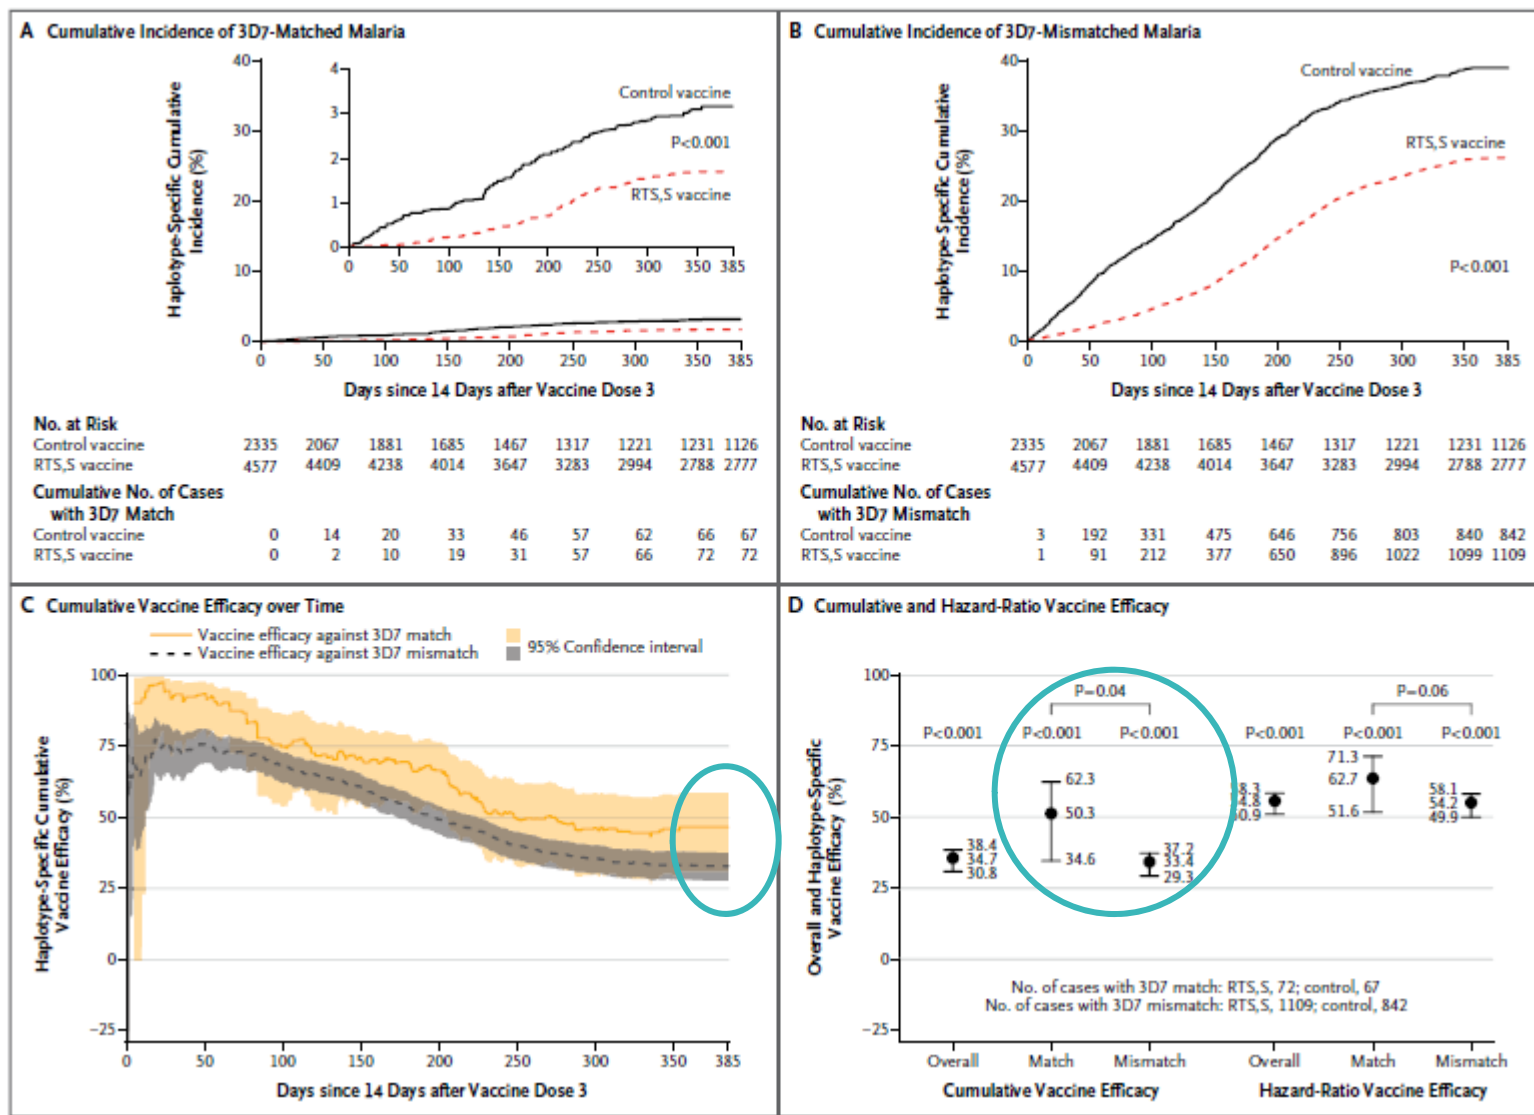 A Cumulative Incidence of 3D7-Matched Malaria
Haplotype-Specific Cumulative
Incidence (%)
40
30
20
10
0
4
3
2
1
0
Control vaccine
P<0.001
RTS,S vaccine
0 50 100 150 200 250 300 350 385
0 50 100 150 200 250 300 350 385
Days since 14 Days after Vaccine Dose 3
No. at Risk
Control vaccine 2335 2067 1881 1685 1467 1317 1221 1231 1126
RTS,S vaccine 4577 4409 4238 4014 3647 3283 2994 2788 2777
Cumulative No. of Cases
with 3D7 Match
Control vaccine 0 14 20 33 46 57 62 66 67
RTS,S vaccine 0 2 10 19 31 57 66 72 72
B Cumulative Incidence of 3D7-Mismatched Malaria
Haplotype-Specific Cumulative
Incidence (%)
40
30
20
10
0
Control vaccine
RTS,S vaccine
P<0.001
0 50 100 150 200 250 300 350 385
Days since 14 Days after Vaccine Dose 3
No. at Risk
Control vaccine 2335 2067 1881 1685 1467 1317 1221 1231 1126
RTS,S vaccine 4577 4409 4238 4014 3647 3283 2994 2788 2777
Cumulative No. of Cases
with 3D7 Mismatch
Control vaccine 3 192 331 475 646 756 803 840 842
RTS,S vaccine 1 91 212 377 650 896 1022 1099 1109
C Cumulative Vaccine Efficacy over Time
Vaccine efficacy against 3D7 match
Vaccine efficacy against 3D7 mismatch
95% Confidence interval
Haplotype-Specific Cumulative
Vaccine Efficacy (%)
100
75
50
25
0
−25
0 50 100 150 200 250 300 350 385
Days since 14 Days after Vaccine Dose 3
D Cumulative and Hazard-Ratio Vaccine Efficacy
Overall and Haplotype-Specific
Vaccine Efficacy (%)
100
75
50
25
0
−25
P=0.04
P=0.06
P<0.001 P<0.001 P<0.001 P<0.001 P<0.001 P<0.001
38.4
34.7
30.8
62.3
50.3
34.6
37.2
33.4
29.3
71.3
62.7
51.6
58.1
54.2
49.9
No. of cases with 3D7 match: RTS,S, 72; control, 67
No. of cases with 3D7 mismatch: RTS,S, 1109; control, 842
Overall Match Mismatch Overall Match Mismatch
Cumulative Vaccine Efficacy Hazard-Ratio Vaccine Efficacy